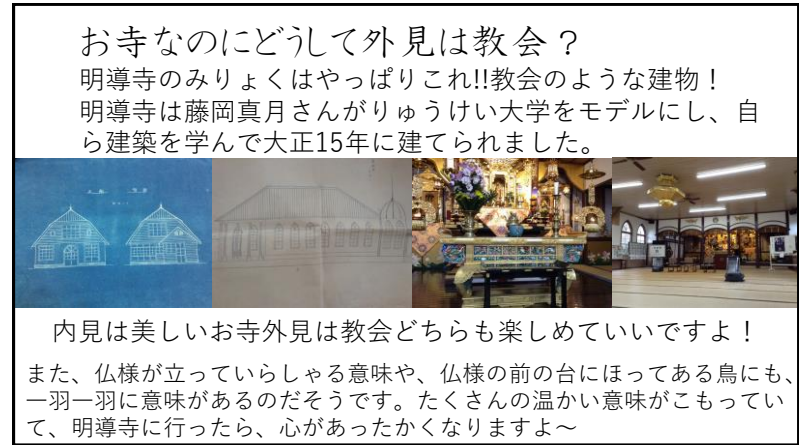 お寺なのにどうして外見は教会？
明導寺のみりょくはやっぱりこれ!!教会のような建物！
明導寺は藤岡真月さんがりゅうけい大学をモデルにし、自
ら建築を学んで大正15年に建てられました。
内見は美しいお寺外見は教会どちらも楽しめていいですよ！
また、仏様が立っていらしゃる意味や、仏様の前の台にほってある鳥にも、
一羽一羽に意味があるのだそうです。たくさんの温かい意味がこもってい
て、明導寺に行ったら、心があったかくなりますよ～